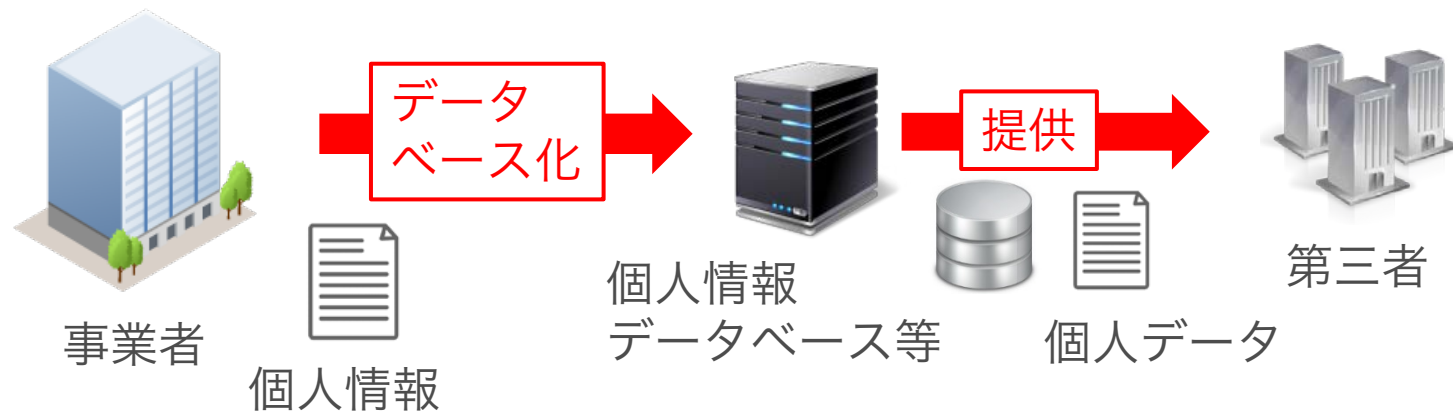 データ
ベース化
提供
事業者
個人情報
個人情報
データベース等
個人データ
第三者